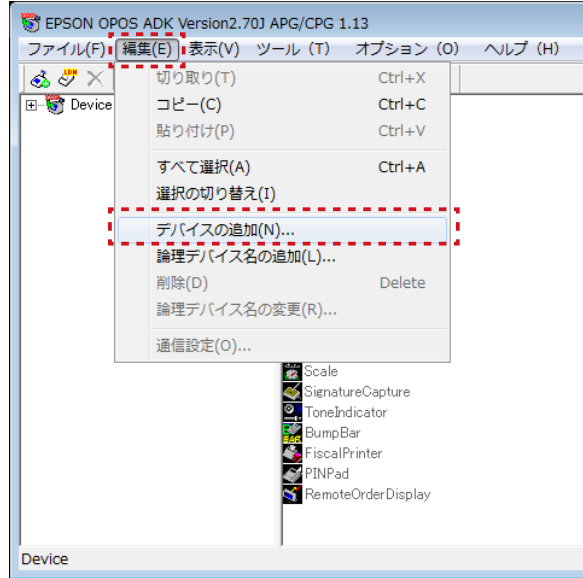 EPSON OPOS ADK Version2.70J APG/CPG 1.13
ファイル(F) 編集(E) 表示(V) ツール (T) オプション (O) ヘルプ (H)
切り取り(T) Ctrl+X
コピー(C) Ctrl+C
貼り付け(P) Ctrl+V
すべて選択(A) Ctrl+A
選択の切り替え(I)
デバイスの追加(N)...
論理デバイス名の追加(L)...
削除(D) Delete
論理デバイス名の変更(R)...
通信設定(O)...
Device
Scale
SignatureCapture
ToneIndicator
BumpBar
FiscalPrinter
PINPad
RemoteOrderDisplay
Device